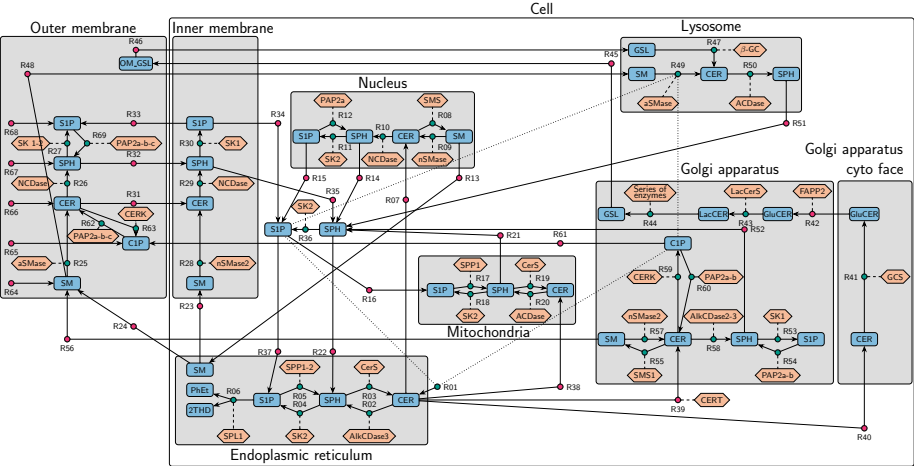 Cell
Outer membrane
Inner membrane
Lysosome
R46
OM_GSL
R48
R45
GSL
R47
β-GC
SM
R49
CER
R50
SPH
aSMase
ACDase
R51
Nucleus
PAP2a
SMS
R12
R08
S1P
SPH
R10
CER
SM
R11
R09
SK2
NCDase
nSMase
R15
R14
R13
R07
R68
S1P
R33
S1P
R34
SK 1-2
R69
PAP2a-b-c
R27
R30
SK1
R67
SPH
R32
SPH
NCDase
R26
R29
NCDase
R66
CER
R31
CER
R35
CERK
R62
R63
PAP2a-b-c
R65
C1P
aSMase
R25
R28
nSMase2
R64
SM
SM
R23
R24
R56
SK2
S1P
R36
SPH
R21
R61
R16
SPP1
CerS
R17
R19
S1P
SPH
CER
R18
R20
SK2
ACDase
Mitochondria
Golgi apparatus
Golgi apparatus
cyto face
Series of
enzymes
LacCerS
FAPP2
GSL
LacCER
GluCER
GluCER
R44
R43
R42
R52
C1P
R59
CERK
PAP2a-b
R60
R41
GCS
nSMase2
AlkCDase2-3
SK1
SM
R57
CER
SPH
R53
S1P
CER
R55
R58
R54
SMS1
PAP2a-b
R37
R22
SM
SPP1-2
CerS
R01
R38
PhEt
R06
2THD
S1P
R05
R04
SPH
R03
R02
CER
SPL1
SK2
AlkCDase3
R39
CERT
R40
Endoplasmic reticulum